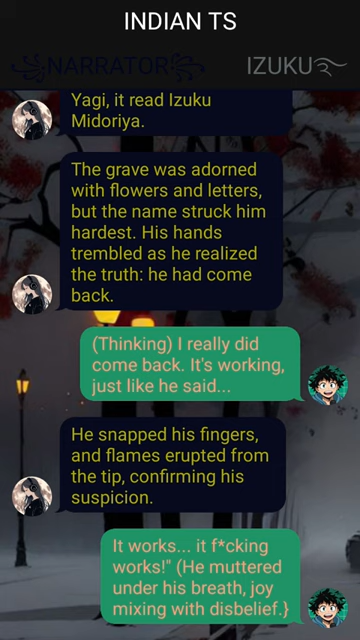 INDIAN TS
NARRATOR
IZUKU
Yagi, it read Izuku
Midoriya.
The grave was adorned
with flowers and letters,
but the name struck him
hardest. His hands
trembled as he realized
the truth: he had come
back.
(Thinking) I really did
come back. It's working,
just like he said...
He snapped his fingers,
and flames erupted from
the tip, confirming his
suspicion.
It works... it f*cking
works!" (He muttered
under his breath, joy
mixing with disbelief.}